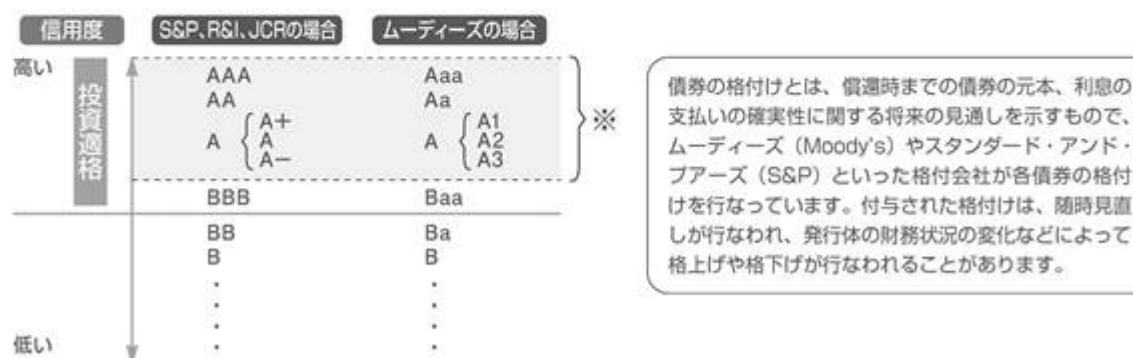 信用度 S&P、R&I、JCRの場合 ムーディーズの場合
高い
投資適格
AAA Aaa
AA Aa
A { A+ A { A1
A A2
A− A3
※
BBB Baa
BB Ba
B B
・ ・
・ ・
・ ・
・ ・
低い
債券の格付けとは、償還時までの債券の元本、利息の
支払いの確実性に関する将来の見通しを示すもので、
ムーディーズ（Moody's）やスタンダード・アンド・
プアーズ（S&P）といった格付会社が各債券の格付
けを行なっています。付与された格付けは、随時見直
しが行なわれ、発行体の財務状況の変化などによって
格上げや格下げが行なわれることがあります。